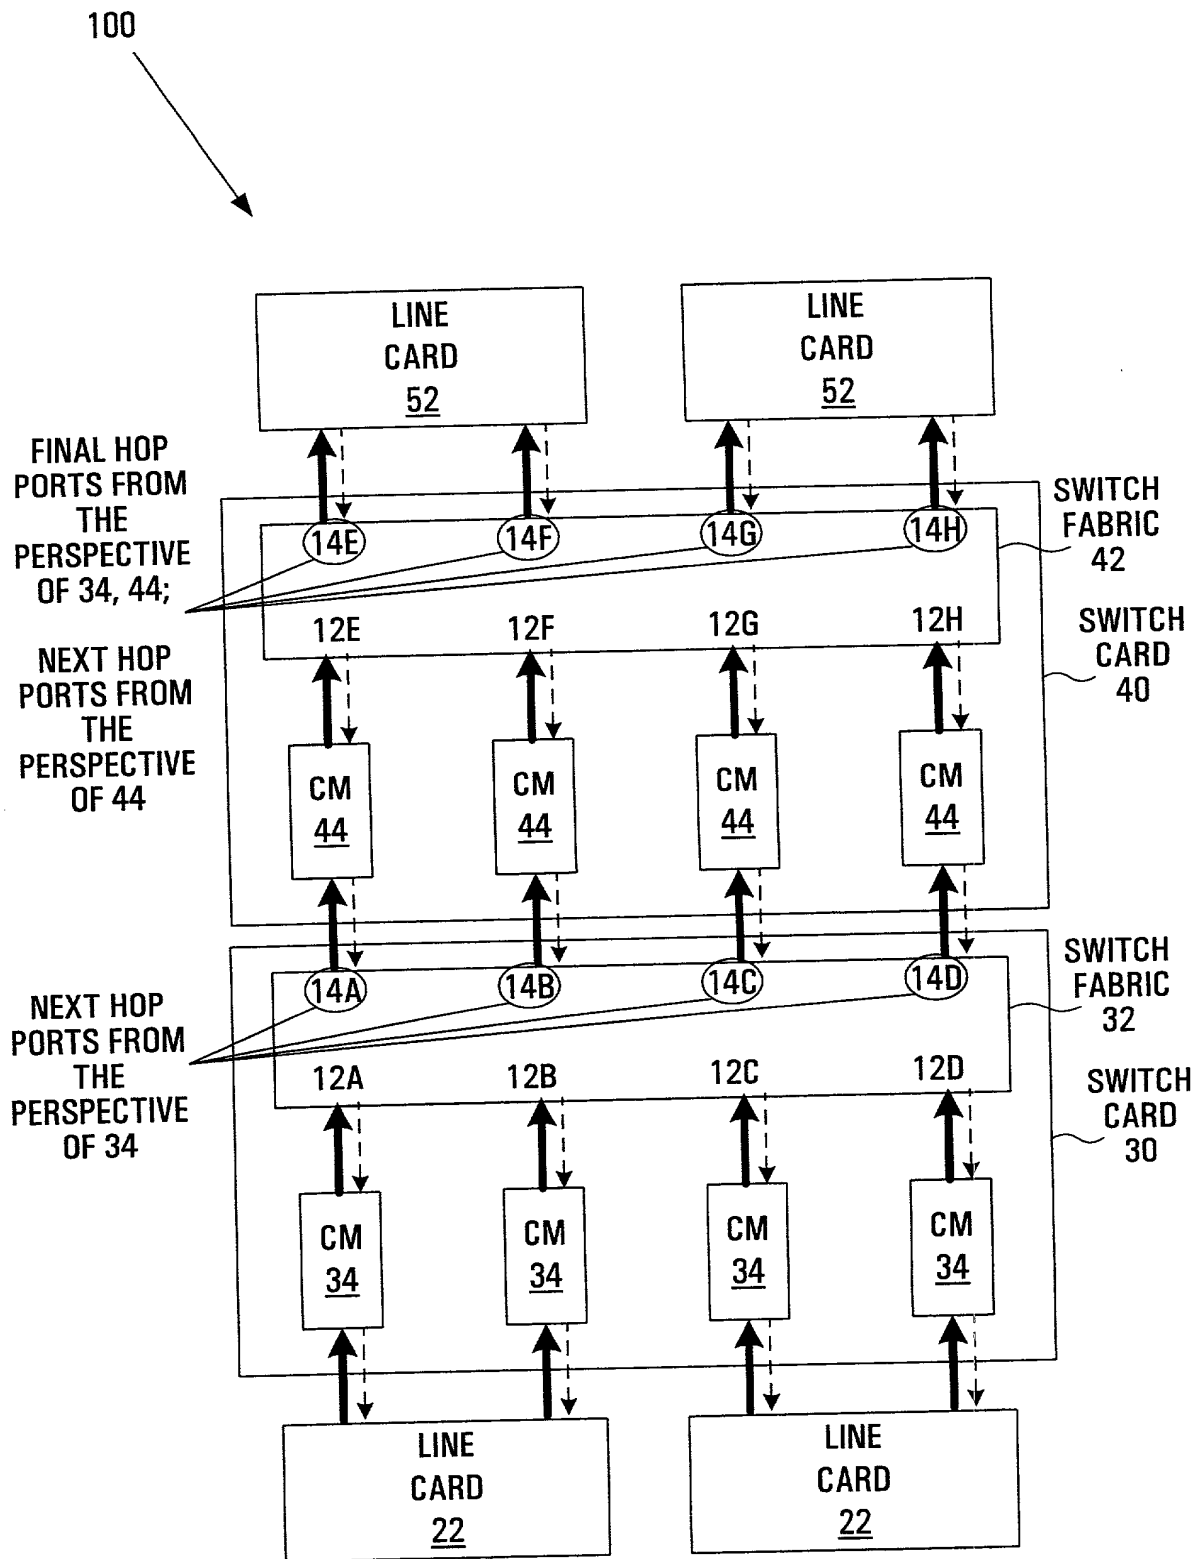 100
LINE
CARD
52
LINE
CARD
52
FINAL HOP
PORTS FROM
THE
PERSPECTIVE
OF 34, 44;
NEXT HOP
PORTS FROM
THE
PERSPECTIVE
OF 44
14E
14F
14G
14H
SWITCH
FABRIC
42
12E
12F
12G
12H
SWITCH
CARD
40
CM
44
CM
44
CM
44
CM
44
14A
14B
14C
14D
SWITCH
FABRIC
32
NEXT HOP
PORTS FROM
THE
PERSPECTIVE
OF 34
12A
12B
12C
12D
SWITCH
CARD
30
CM
34
CM
34
CM
34
CM
34
LINE
CARD
22
LINE
CARD
22